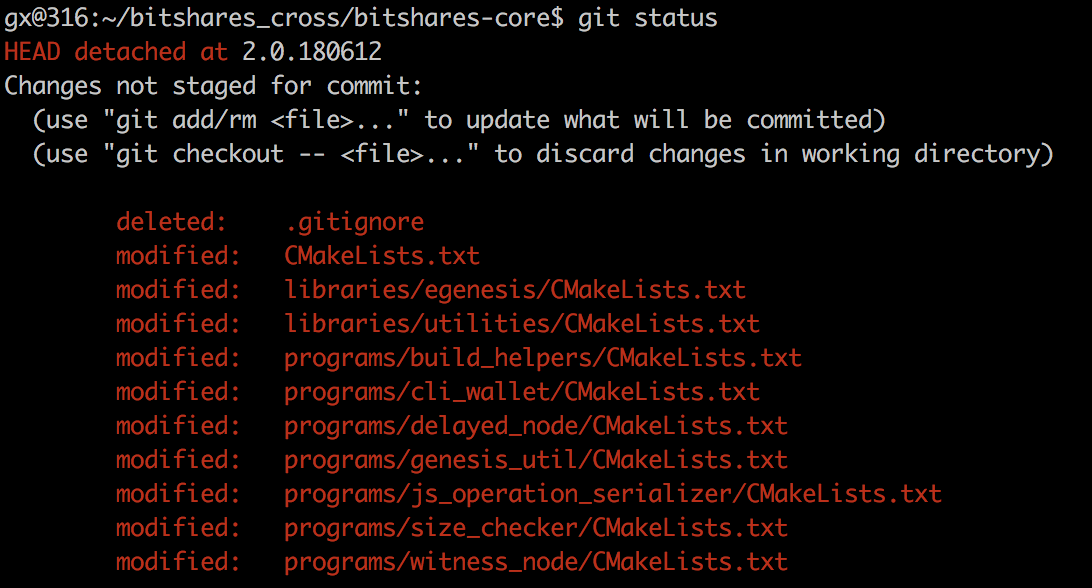 gx@316:~/bitshares_cross/bitshares-core$ git status
HEAD detached at 2.0.180612
Changes not staged for commit:
  (use "git add/rm <file>..." to update what will be committed)
  (use "git checkout -- <file>..." to discard changes in working directory)

        deleted:    .gitignore
        modified:   CMakeLists.txt
        modified:   libraries/egenesis/CMakeLists.txt
        modified:   libraries/utilities/CMakeLists.txt
        modified:   programs/build_helpers/CMakeLists.txt
        modified:   programs/cli_wallet/CMakeLists.txt
        modified:   programs/delayed_node/CMakeLists.txt
        modified:   programs/genesis_util/CMakeLists.txt
        modified:   programs/js_operation_serializer/CMakeLists.txt
        modified:   programs/size_checker/CMakeLists.txt
        modified:   programs/witness_node/CMakeLists.txt